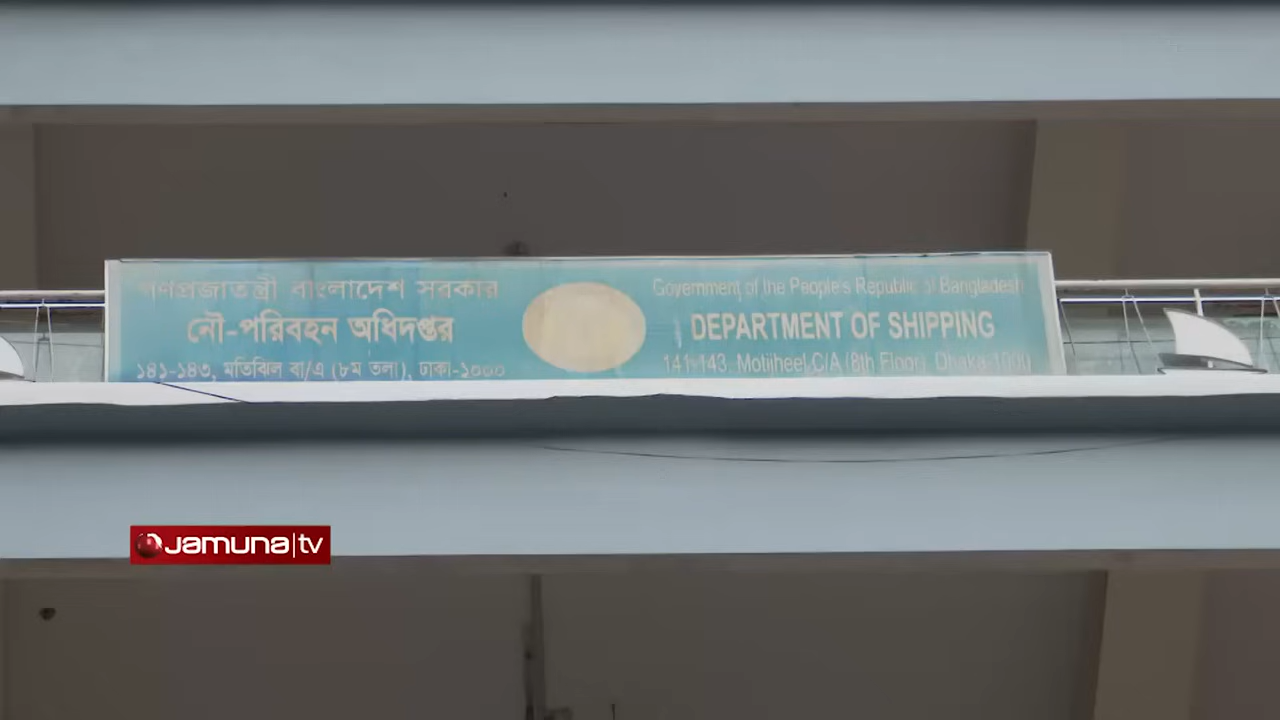 গণপ্রজাতন্ত্রী বাংলাদেশ সরকার
নৌ-পরিবহন অধিদপ্তর
১৪১-১৪৩, মতিঝিল বা/এ (৮ম তলা), ঢাকা-১০০০
Government of the People's Republic of Bangladesh
DEPARTMENT OF SHIPPING
141-143, Motijheel C/A (8th Floor), Dhaka-1000
JAMUNA|tv